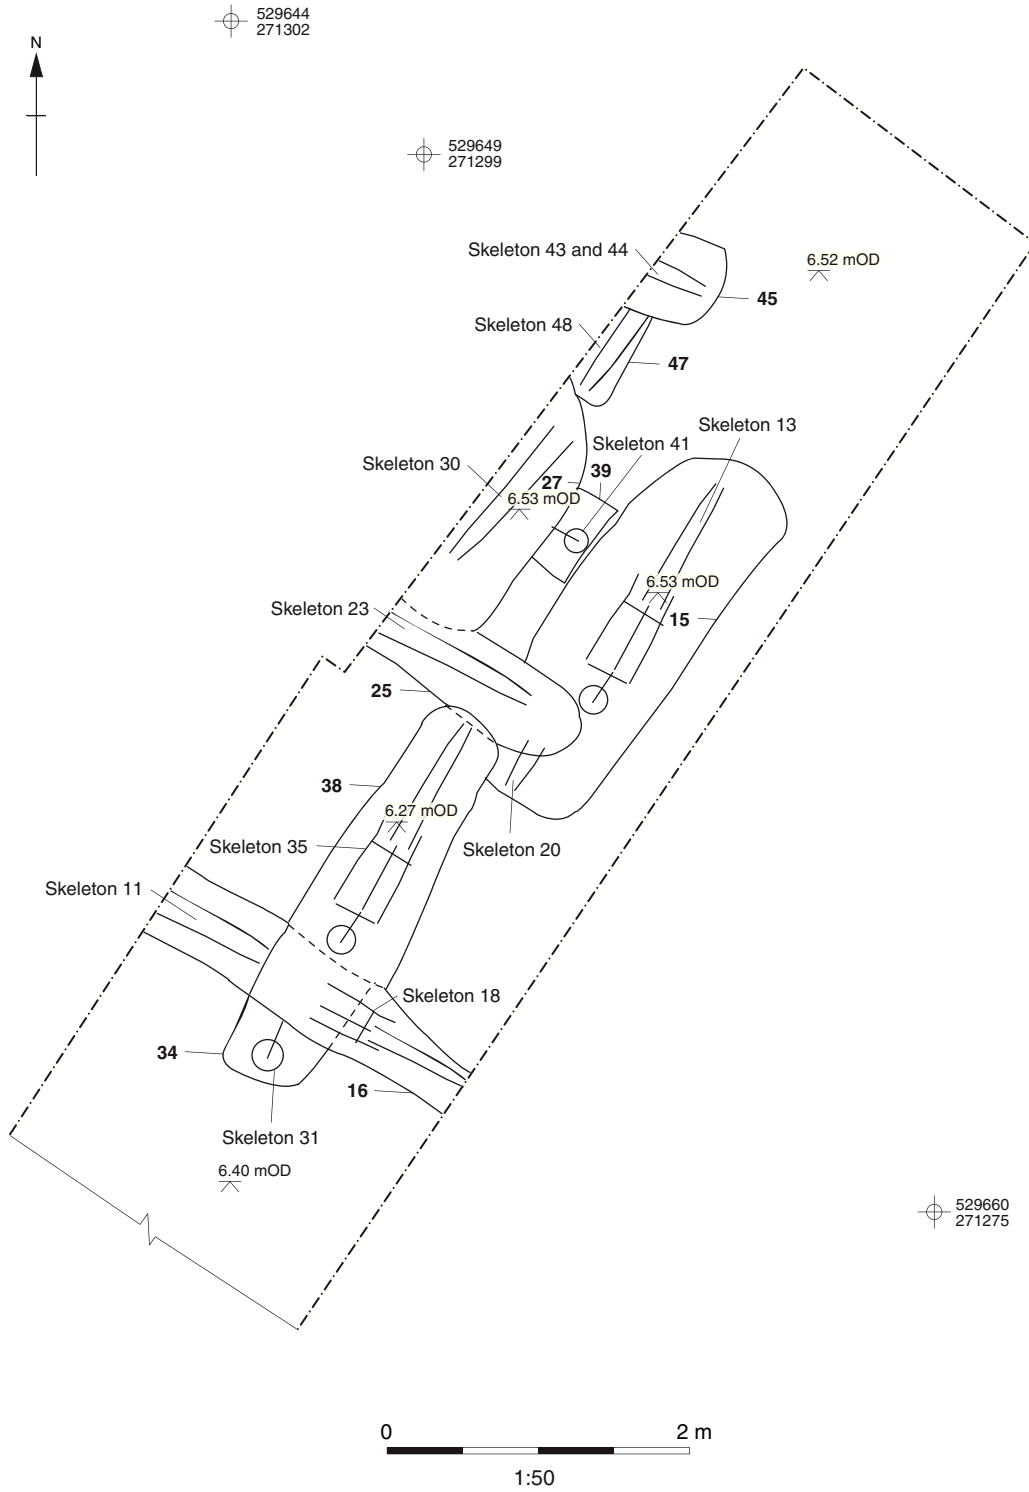 529644
271302
N
529649
271299
Skeleton 43 and 44
6.52 mOD
45
Skeleton 48
47
Skeleton 13
Skeleton 41
Skeleton 30
39
27
6.53 mOD
6.53 mOD
Skeleton 23
15
25
38
6.27 mOD
Skeleton 35
Skeleton 20
Skeleton 11
Skeleton 18
34
16
Skeleton 31
6.40 mOD
529660
271275
0 2 m
1:50